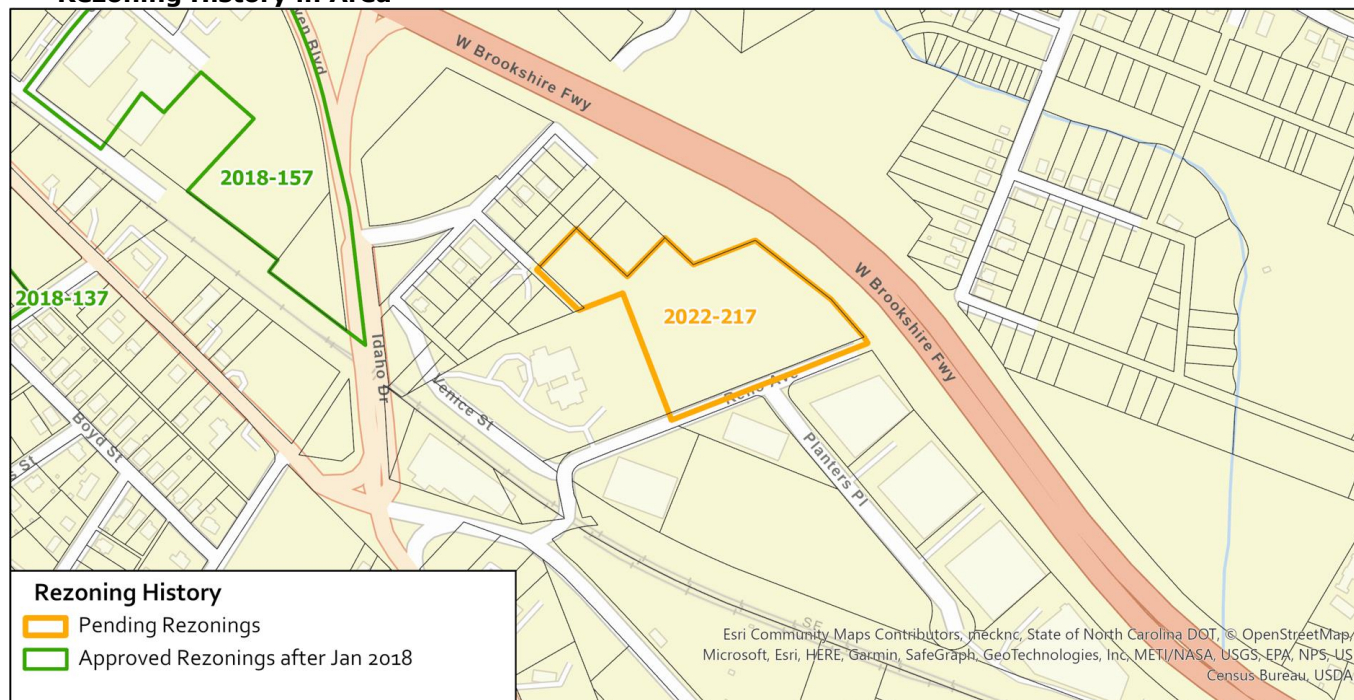 Rezoning History in Area
W Brookshire Fwy
2018-157
2018-137
2022-217
W Brookshire Fwy
Idaho Dr
Venice St
Reno Ave
Boyd St
Planters Pl
Rezoning History
Pending Rezonings
Approved Rezonings after Jan 2018
Esri Community Maps Contributors, mecknc, State of North Carolina DOT, © OpenStreetMap,
Microsoft, Esri, HERE, Garmin, SafeGraph, GeoTechnologies, Inc, METI/NASA, USGS, EPA, NPS, US
Census Bureau, USDA